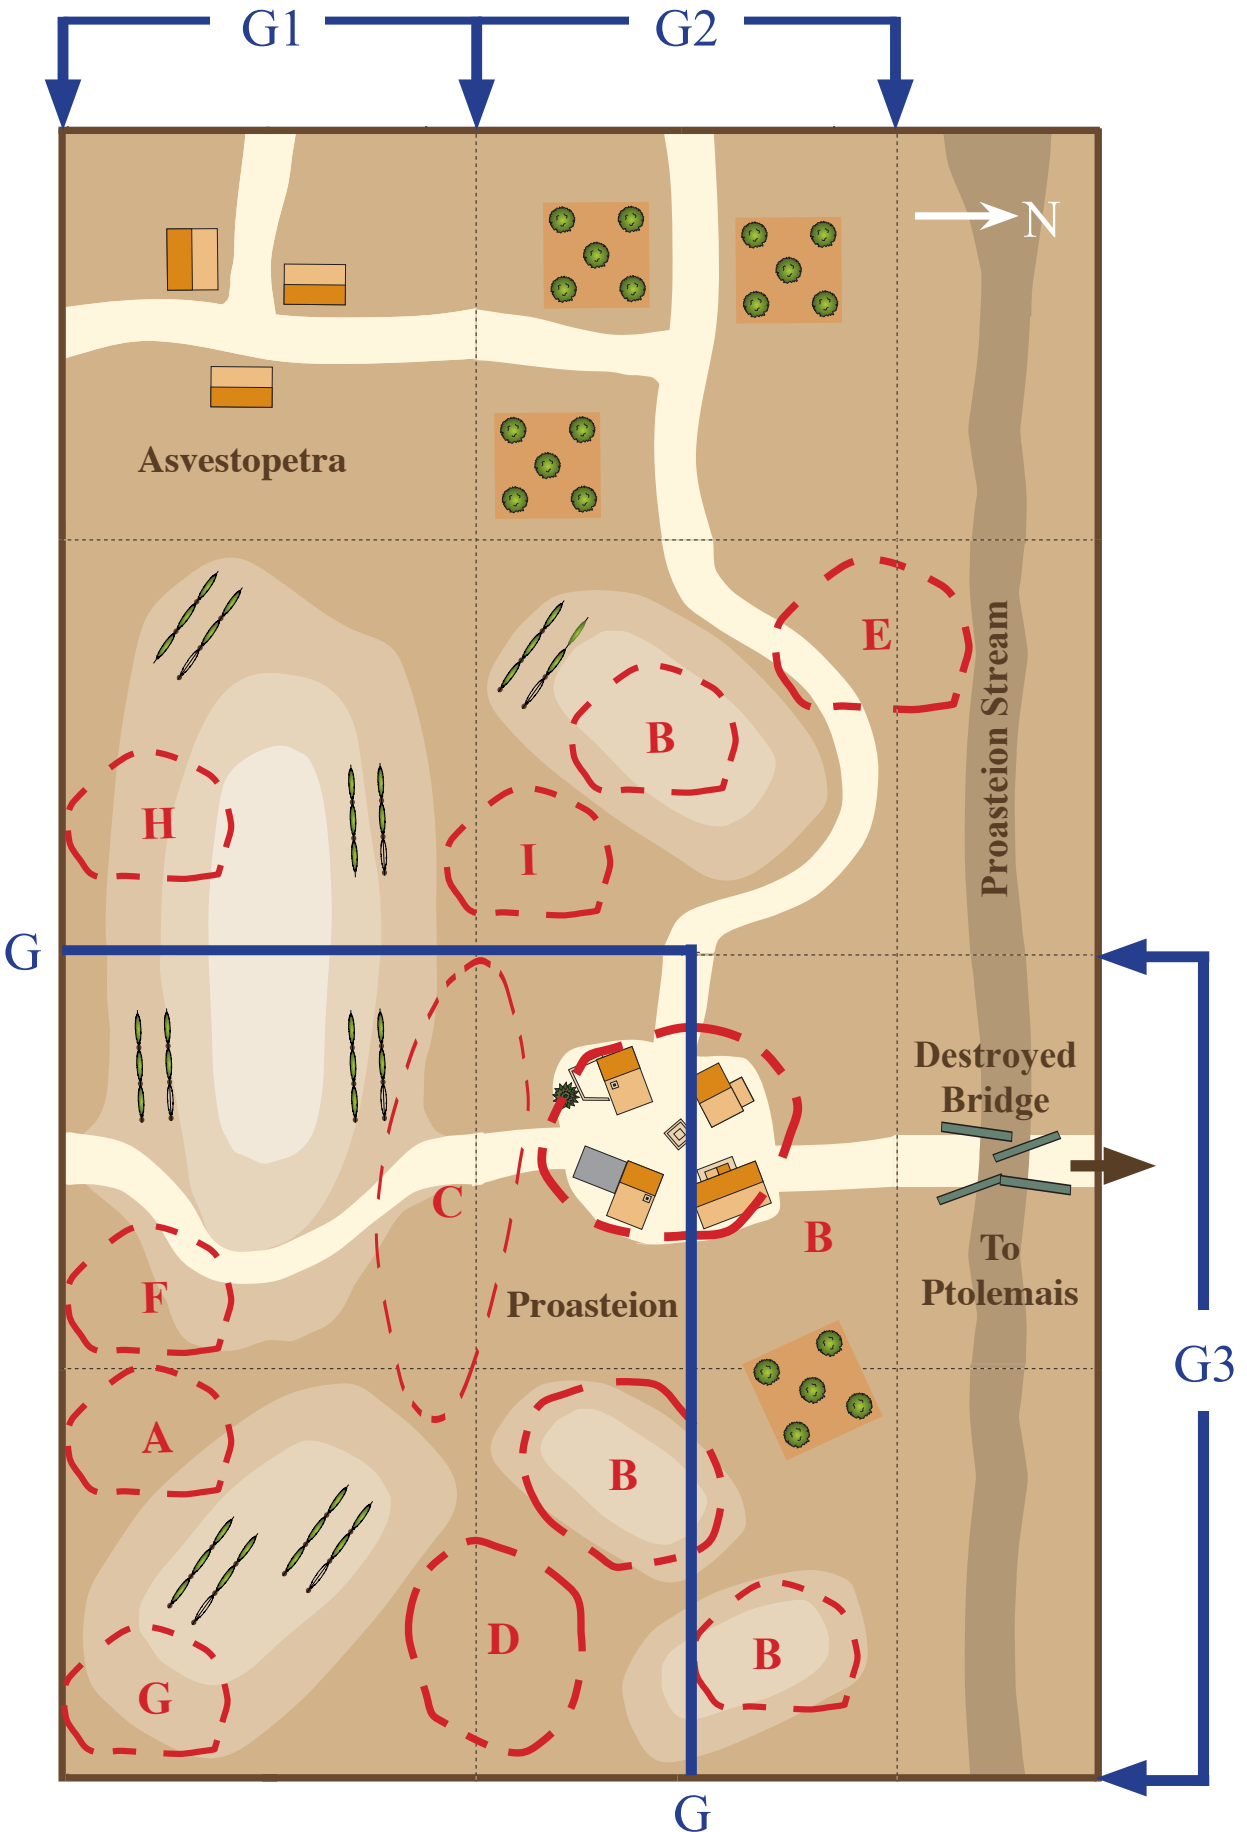 G1
G2
N
Asvestopetra
E
Proasteion Stream
B
H
I
G
Destroyed
Bridge
C
B
To
Ptolemais
F
Proasteion
G3
A
B
D
B
G
G